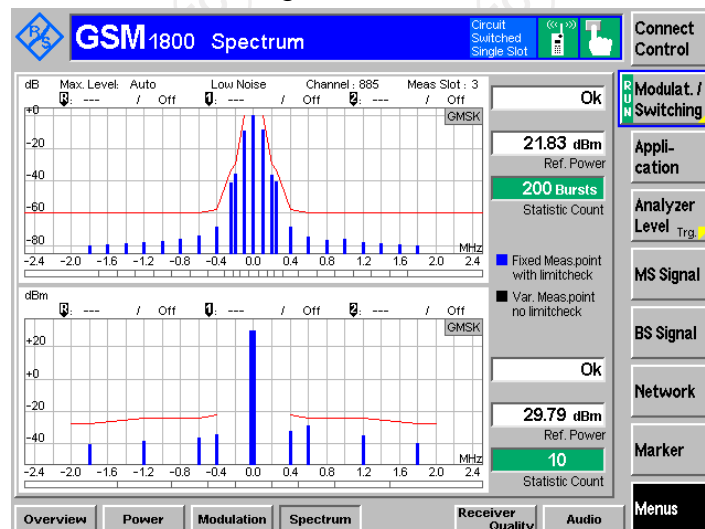 R&S
GSM 1800 Spectrum
Circuit Switched Single Slot
Connect Control
dB Max. Level: Auto Low Noise Channel : 885 Meas Slot : 3
R: --- / Off 1: --- / Off 2: --- / Off
GMSK
+0
-20
-40
-60
-80
MHz
-2.4 -2.0 -1.6 -1.2 -0.8 -0.4 0.0 0.4 0.8 1.2 1.6 2.0 2.4
Ok
21.83 dBm
Ref. Power
200 Bursts
Statistic Count
Fixed Meas.point
with limitcheck
Var. Meas.point
no limitcheck
dBm
R: --- / Off 1: --- / Off 2: --- / Off
GMSK
+20
+0
-20
-40
MHz
-2.4 -2.0 -1.6 -1.2 -0.8 -0.4 0.0 0.4 0.8 1.2 1.6 2.0 2.4
Ok
29.79 dBm
Ref. Power
10
Statistic Count
RUN
Modulat. / Switching
Appli-
cation
Analyzer
Level Trg.
MS Signal
BS Signal
Network
Marker
Menus
Overview Power Modulation Spectrum Receiver Quality Audio